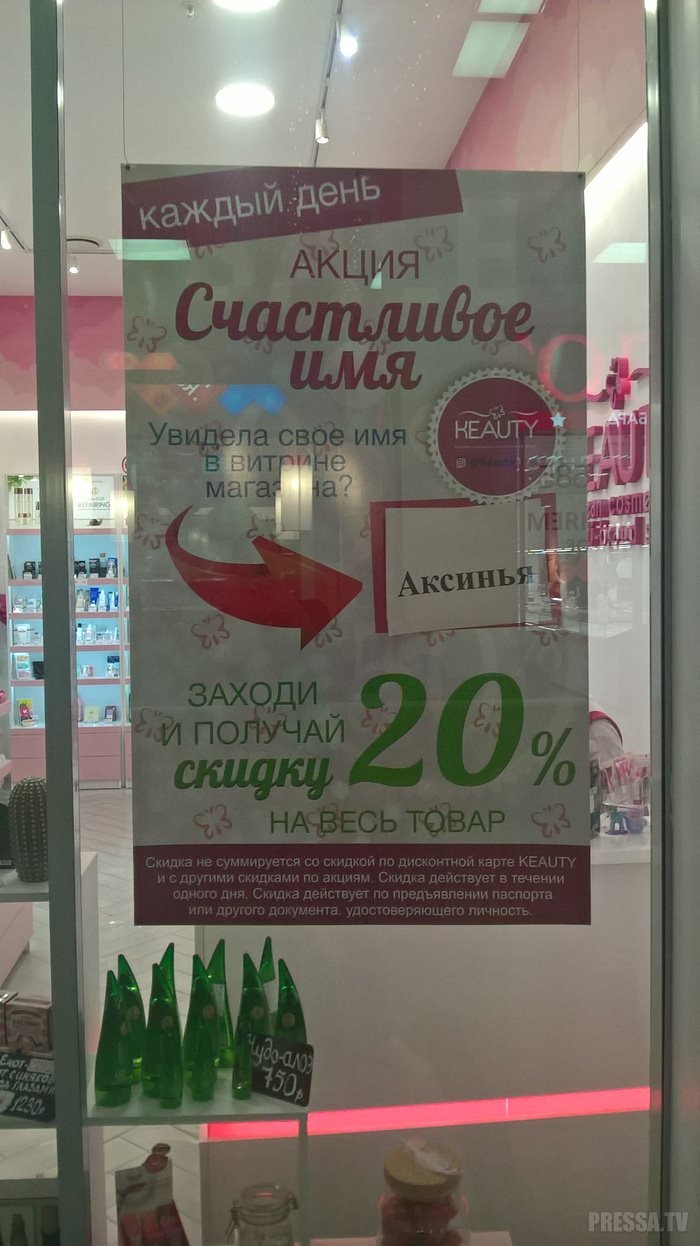 каждый день
АКЦИЯ
Счастливое
имя
Увидела свое имя
в витрине
магазина?
KEAUTY
Аксинья
ЗАХОДИ
И ПОЛУЧАЙ
скидку
20%
НА ВЕСЬ ТОВАР
Скидка не суммируется со скидкой по дисконтной карте KEAUTY
и с другими скидками по акциям. Скидка действует в течении
одного дня. Скидка действует по предъявлении паспорта
или другого документа. удостоверяющего личность.
REPAIRING
Чудо-алоэ
750р
1230р
PRESSA.TV